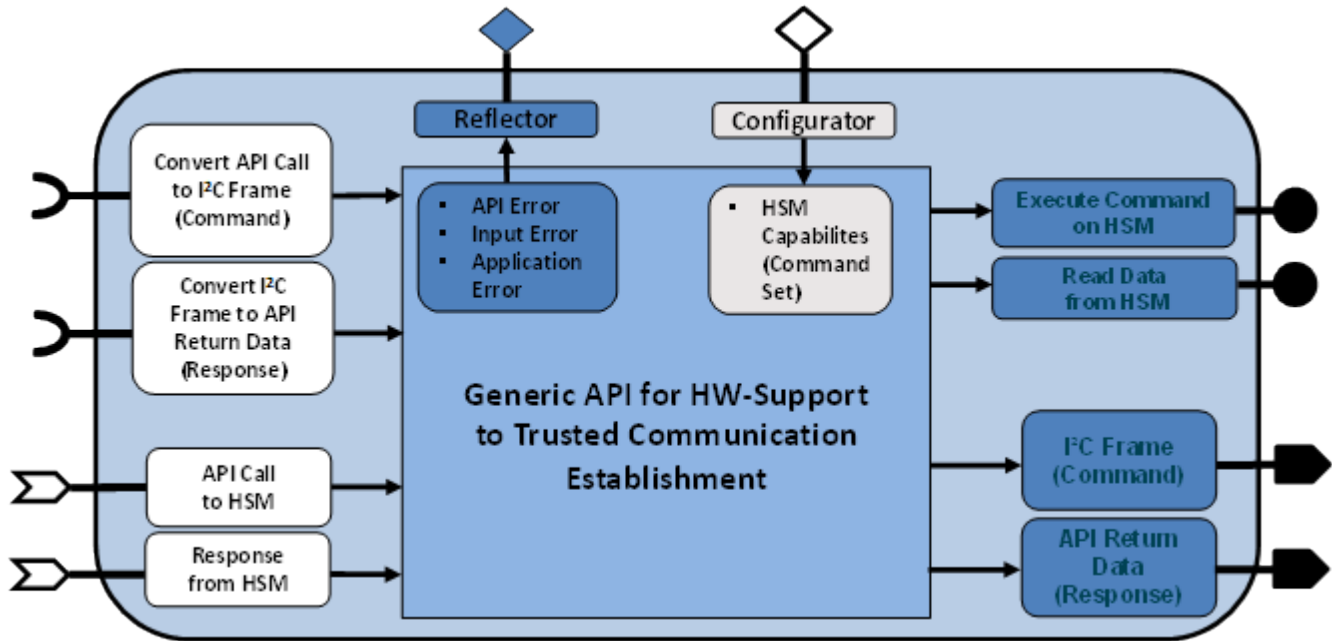 Reflector
Configurator
Convert API Call
to I²C Frame
(Command)
▪ API Error
▪ Input Error
▪ Application
Error
▪ HSM
Capabilites
(Command
Set)
Execute Command
on HSM
Read Data
from HSM
Convert I²C
Frame to API
Return Data
(Response)
Generic API for HW-Support
to Trusted Communication
Establishment
API Call
to HSM
Response
from HSM
I²C Frame
(Command)
API Return
Data
(Response)